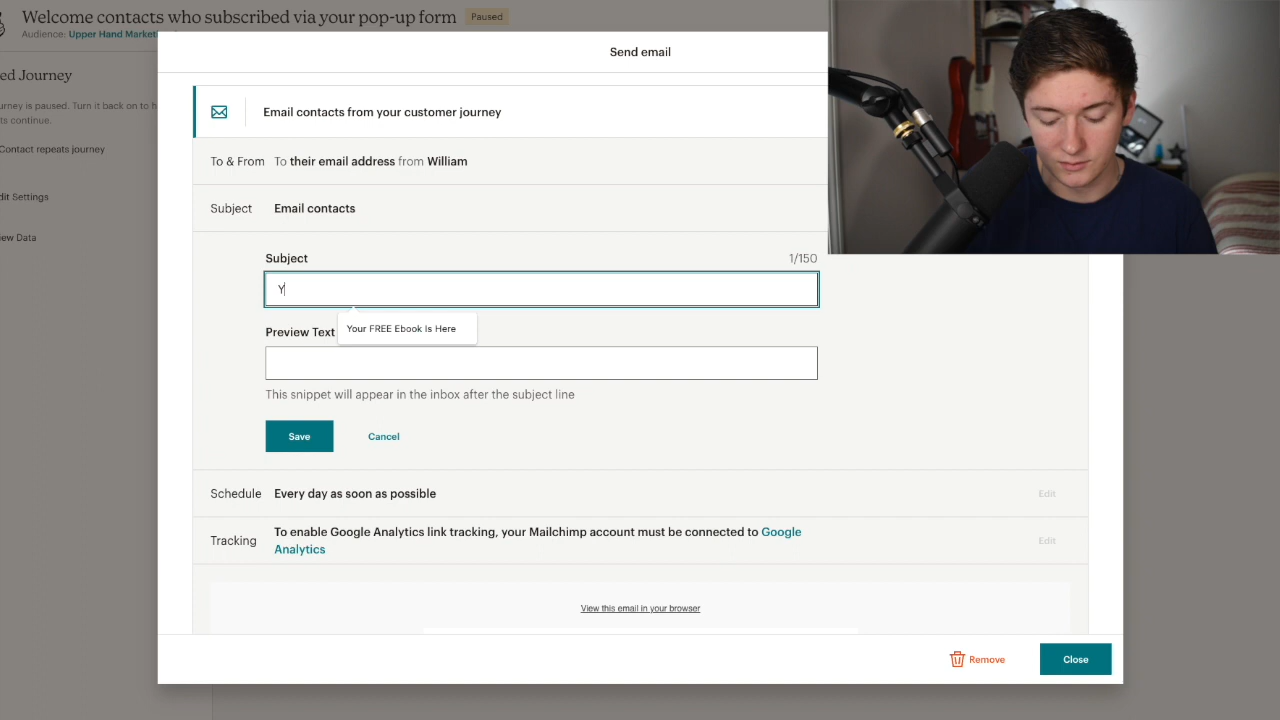 Welcome contacts who subscribed via your pop-up form
Paused
Audience: Upper Hand Market
ed Journey
urney is paused. Turn it back on to h
ts continue.
Contact repeats journey
dit Settings
ew Data
Send email
Email contacts from your customer journey
To & From To their email address from William
Subject Email contacts
Subject 1/150
Y
Your FREE Ebook Is Here
Preview Text
This snippet will appear in the inbox after the subject line
Save Cancel
Schedule Every day as soon as possible Edit
Tracking To enable Google Analytics link tracking, your Mailchimp account must be connected to Google
Analytics Edit
View this email in your browser
Remove Close